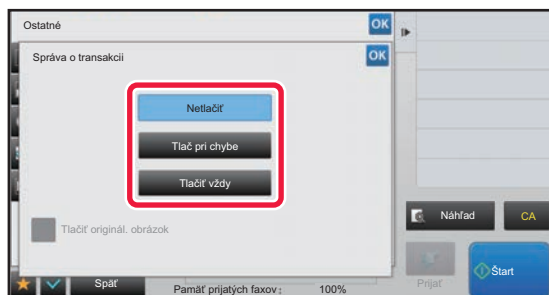 Ostatné
OK
Správa o transakcii
OK
Netlačiť
Tlač pri chybe
Tlačiť vždy
Tlačiť originál. obrázok
Náhľad
CA
Späť
Pamäť prijatých faxov :
100%
Prijať
Štart